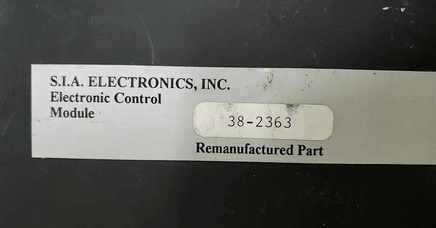 S.I.A. ELECTRONICS, INC.
Electronic Control
Module
38-2363
Remanufactured Part